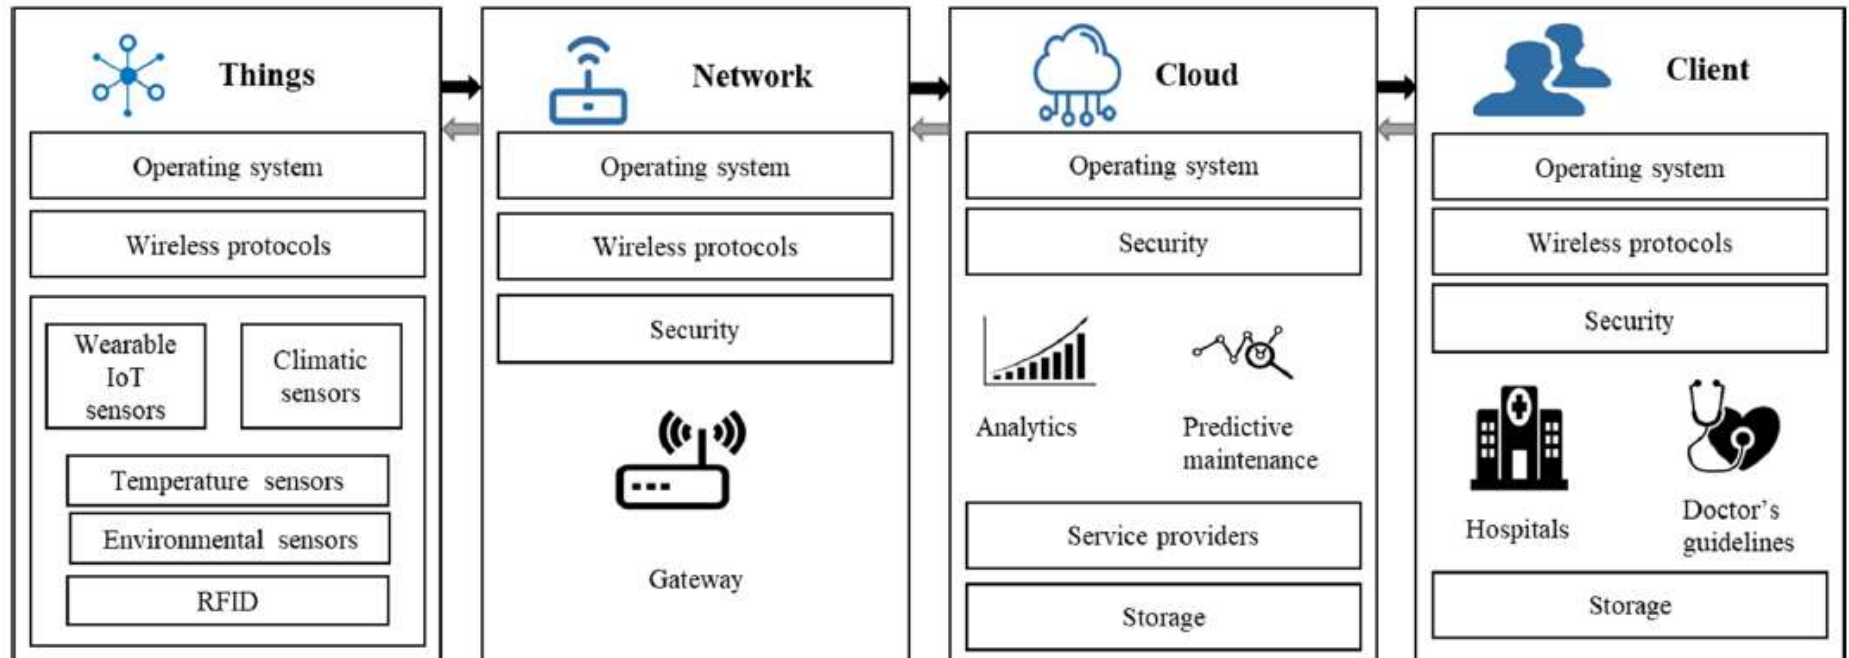 Things
Operating system
Wireless protocols
Wearable
IoT
sensors
Climatic
sensors
Temperature sensors
Environmental sensors
RFID
Network
Operating system
Wireless protocols
Security
Gateway
Cloud
Operating system
Security
Analytics
Predictive
maintenance
Service providers
Storage
Client
Operating system
Wireless protocols
Security
Hospitals
Doctor's
guidelines
Storage